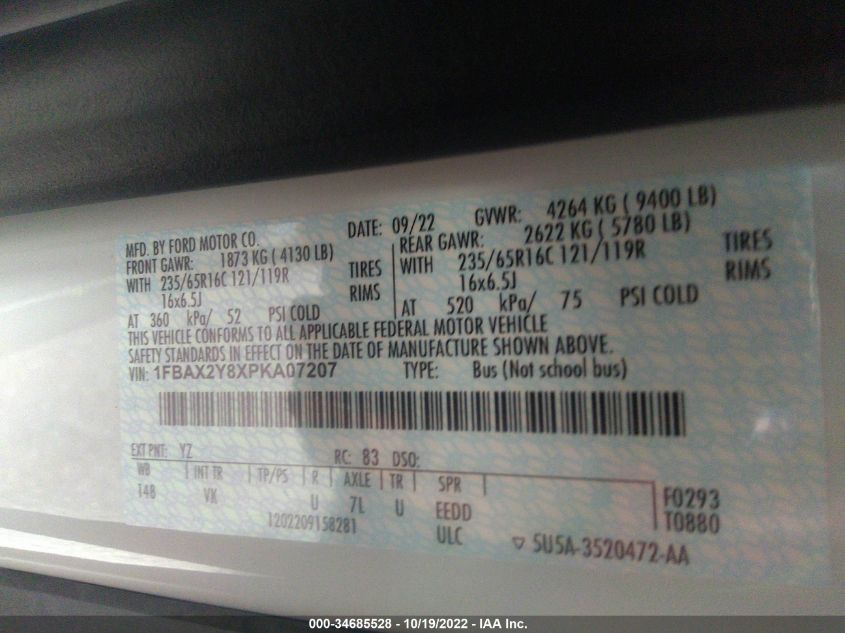 MFD. BY FORD MOTOR CO.
DATE: 09/22 GVWR: 4264 KG ( 9400 LB)
FRONT GAWR: 1873 KG ( 4130 LB)
WITH 235/65R16C 121/119R TIRES
16x6.5J RIMS
AT 360 kPa/ 52 PSI COLD
REAR GAWR: 2622 KG ( 5780 LB)
WITH 235/65R16C 121/119R TIRES
16x6.5J RIMS
AT 520 kPa/ 75 PSI COLD
THIS VEHICLE CONFORMS TO ALL APPLICABLE FEDERAL MOTOR VEHICLE
SAFETY STANDARDS IN EFFECT ON THE DATE OF MANUFACTURE SHOWN ABOVE.
VIN: 1FBAX2Y8XPKA07207 TYPE: Bus (Not school bus)
EXT PNT: YZ RC: 83 DSO:
WB INT TR TP/PS R AXLE TR SPR
148 VK U 7L U EEDD
1202209158281 ULC
F0293
T0880
▽ 5U5A-3520472-AA
000-34685528 - 10/19/2022 - IAA Inc.